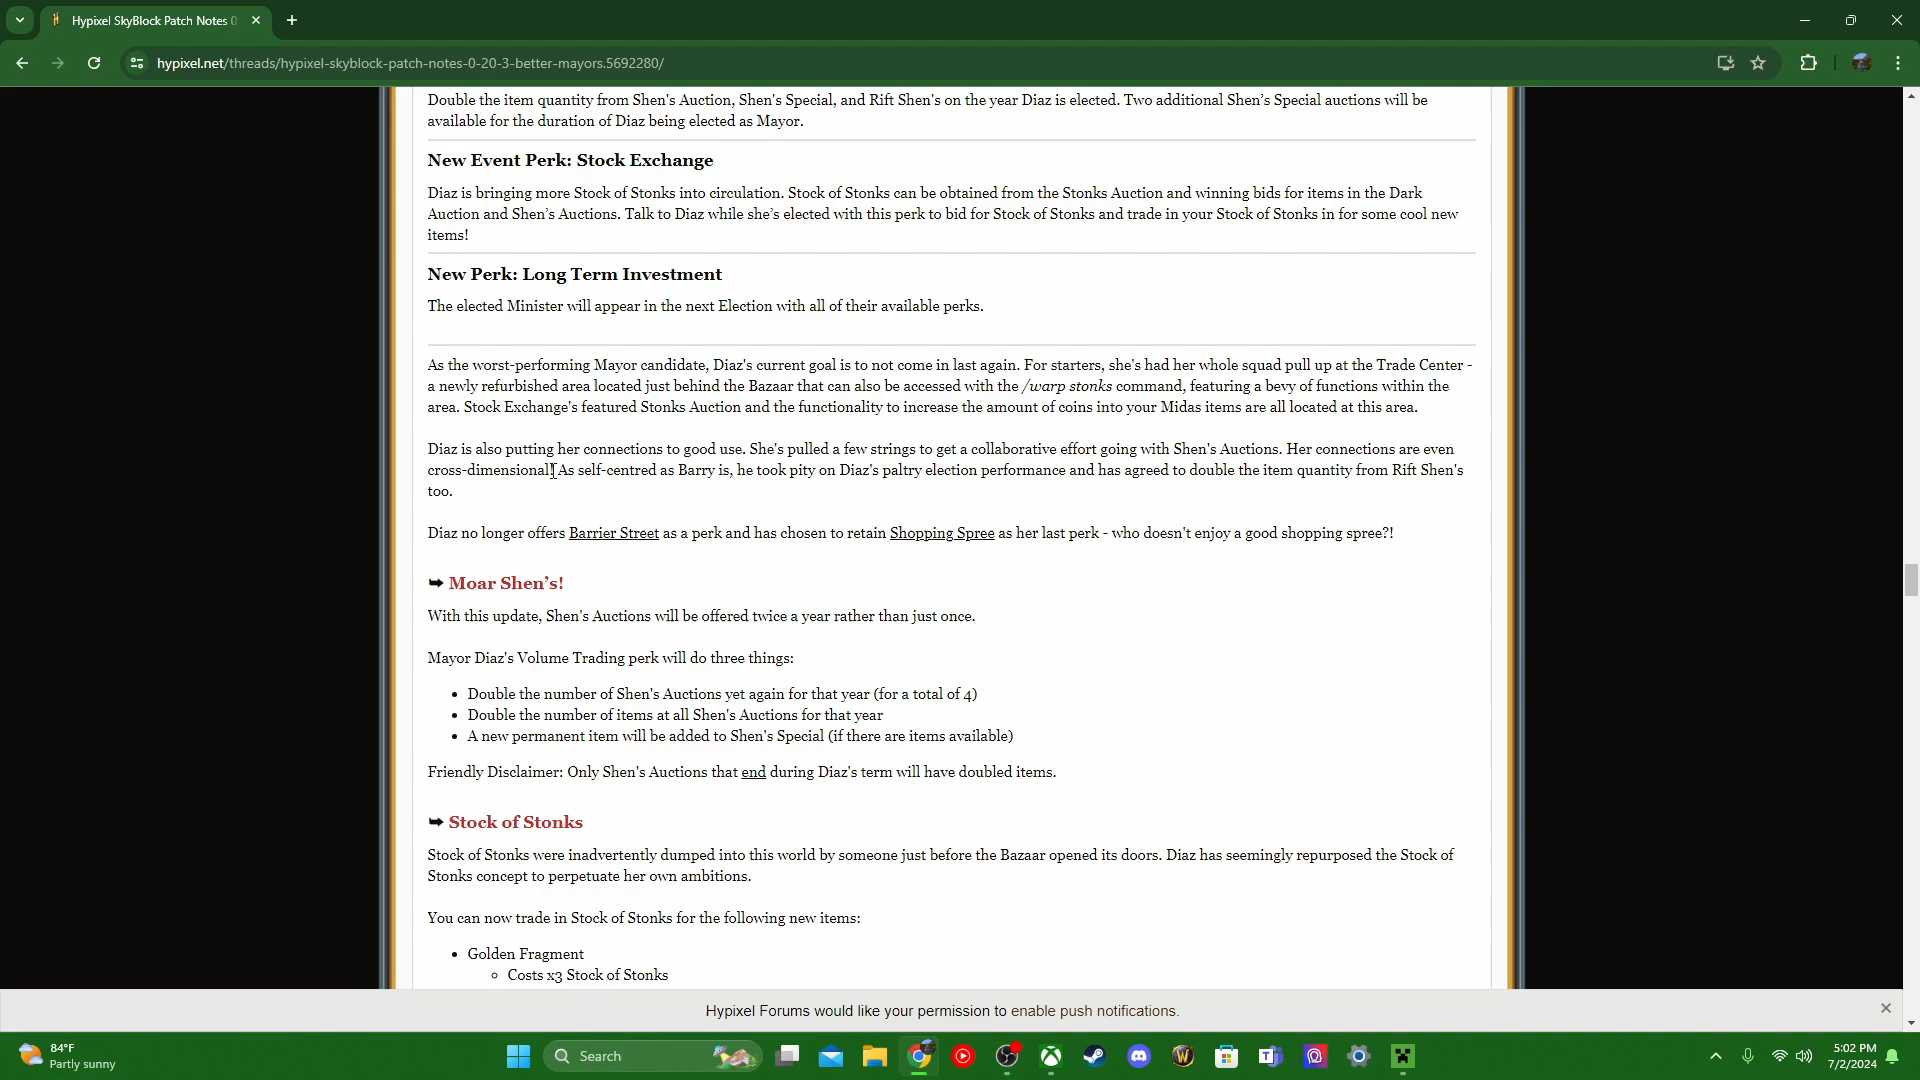 Hypixel SkyBlock Patch Notes 0
hypixel.net/threads/hypixel-skyblock-patch-notes-0-20-3-better-mayors.5692280/
Double the item quantity from Shen's Auction, Shen's Special, and Rift Shen's on the year Diaz is elected. Two additional Shen’s Special auctions will be
available for the duration of Diaz being elected as Mayor.
New Event Perk: Stock Exchange
Diaz is bringing more Stock of Stonks into circulation. Stock of Stonks can be obtained from the Stonks Auction and winning bids for items in the Dark
Auction and Shen’s Auctions. Talk to Diaz while she’s elected with this perk to bid for Stock of Stonks and trade in your Stock of Stonks in for some cool new
items!
New Perk: Long Term Investment
The elected Minister will appear in the next Election with all of their available perks.
As the worst-performing Mayor candidate, Diaz's current goal is to not come in last again. For starters, she's had her whole squad pull up at the Trade Center -
a newly refurbished area located just behind the Bazaar that can also be accessed with the /warp stonks command, featuring a bevy of functions within the
area. Stock Exchange's featured Stonks Auction and the functionality to increase the amount of coins into your Midas items are all located at this area.
Diaz is also putting her connections to good use. She's pulled a few strings to get a collaborative effort going with Shen's Auctions. Her connections are even
cross-dimensional! As self-centred as Barry is, he took pity on Diaz's paltry election performance and has agreed to double the item quantity from Rift Shen's
too.
Diaz no longer offers Barrier Street as a perk and has chosen to retain Shopping Spree as her last perk - who doesn't enjoy a good shopping spree?!
➥ Moar Shen’s!
With this update, Shen's Auctions will be offered twice a year rather than just once.
Mayor Diaz's Volume Trading perk will do three things:
• Double the number of Shen's Auctions yet again for that year (for a total of 4)
• Double the number of items at all Shen's Auctions for that year
• A new permanent item will be added to Shen's Special (if there are items available)
Friendly Disclaimer: Only Shen's Auctions that end during Diaz's term will have doubled items.
➥ Stock of Stonks
Stock of Stonks were inadvertently dumped into this world by someone just before the Bazaar opened its doors. Diaz has seemingly repurposed the Stock of
Stonks concept to perpetuate her own ambitions.
You can now trade in Stock of Stonks for the following new items:
• Golden Fragment
◦ Costs x3 Stock of Stonks
Hypixel Forums would like your permission to enable push notifications.
84°F
Partly sunny
Search
5:02 PM
7/2/2024